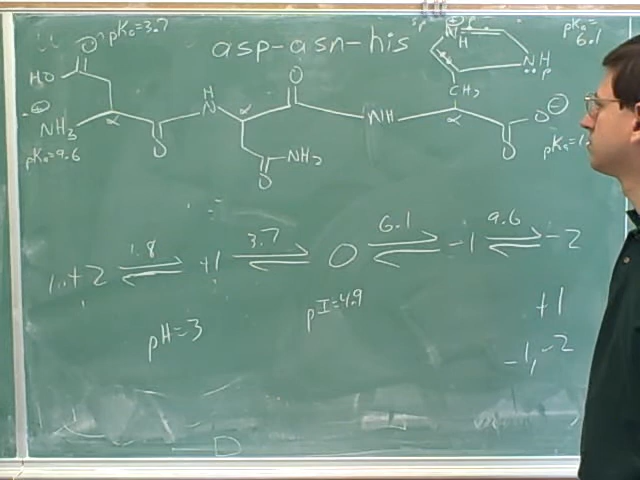 pKa=3.7
asp-asn-his
pKa=6.1
O
HO
NH3
α
O
pKa=9.6
H
N
α
O
NH2
O
NH
CH2
α
O
O
N
H
NH
pKa=1.
+2 1.8 +1 3.7 0 6.1 -1 9.6 -2
pH=3
pI=4.9
+1
-1,-2